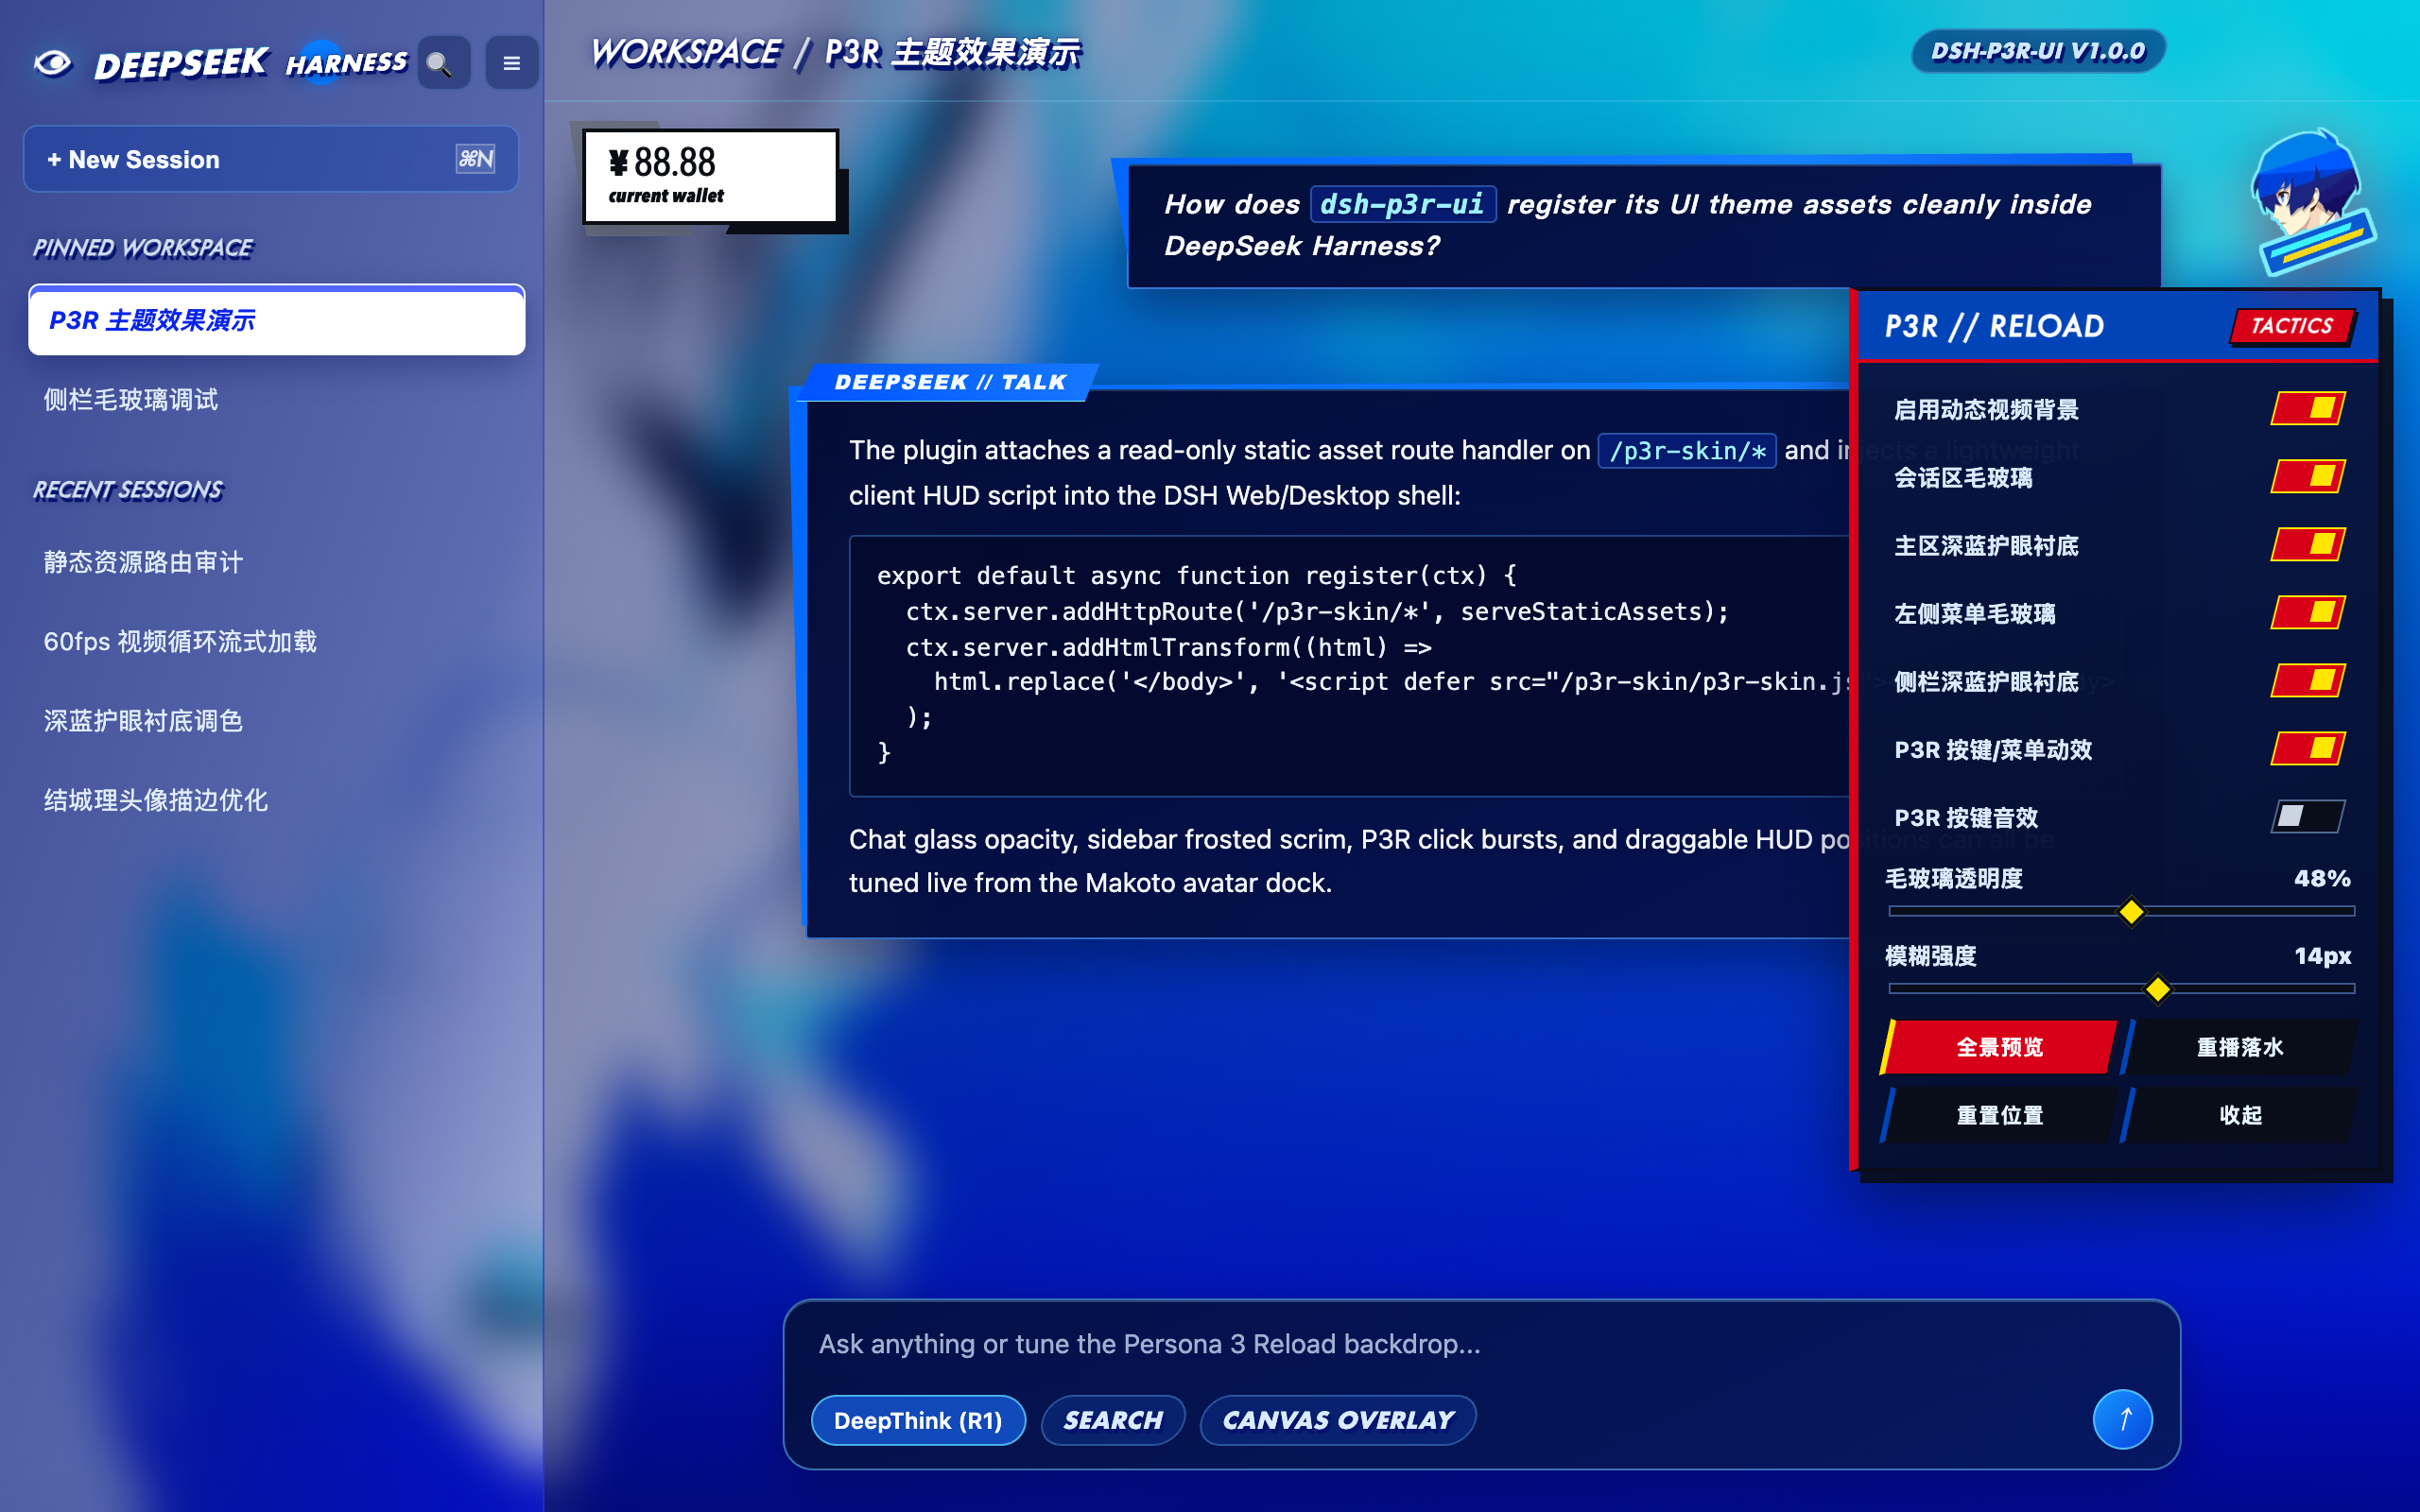 DEEPSEEK HARNESS
+ New Session ⌘N
PINNED WORKSPACE
P3R 主题效果演示
侧栏毛玻璃调试
RECENT SESSIONS
静态资源路由审计
60fps 视频循环流式加载
深蓝护眼衬底调色
结城理头像描边优化
WORKSPACE / P3R 主题效果演示
DSH-P3R-UI V1.0.0
¥88.88
current wallet
How does dsh-p3r-ui register its UI theme assets cleanly inside
DeepSeek Harness?
DEEPSEEK // TALK
The plugin attaches a read-only static asset route handler on /p3r-skin/* and injects a lightweight
client HUD script into the DSH Web/Desktop shell:
export default async function register(ctx) {
ctx.server.addHttpRoute('/p3r-skin/*', serveStaticAssets);
ctx.server.addHtmlTransform((html) =>
html.replace('</body>', '<script defer src="/p3r-skin/p3r-skin.js"
);
}
Chat glass opacity, sidebar frosted scrim, P3R click bursts, and draggable HUD positions can all be
tuned live from the Makoto avatar dock.
P3R // RELOAD
TACTICS
启用动态视频背景
会话区毛玻璃
主区深蓝护眼衬底
左侧菜单毛玻璃
侧栏深蓝护眼衬底
P3R 按键/菜单动效
P3R 按键音效
毛玻璃透明度 48%
模糊强度 14px
全景预览 重播落水
重置位置 收起
Ask anything or tune the Persona 3 Reload backdrop...
DeepThink (R1) SEARCH CANVAS OVERLAY ↑